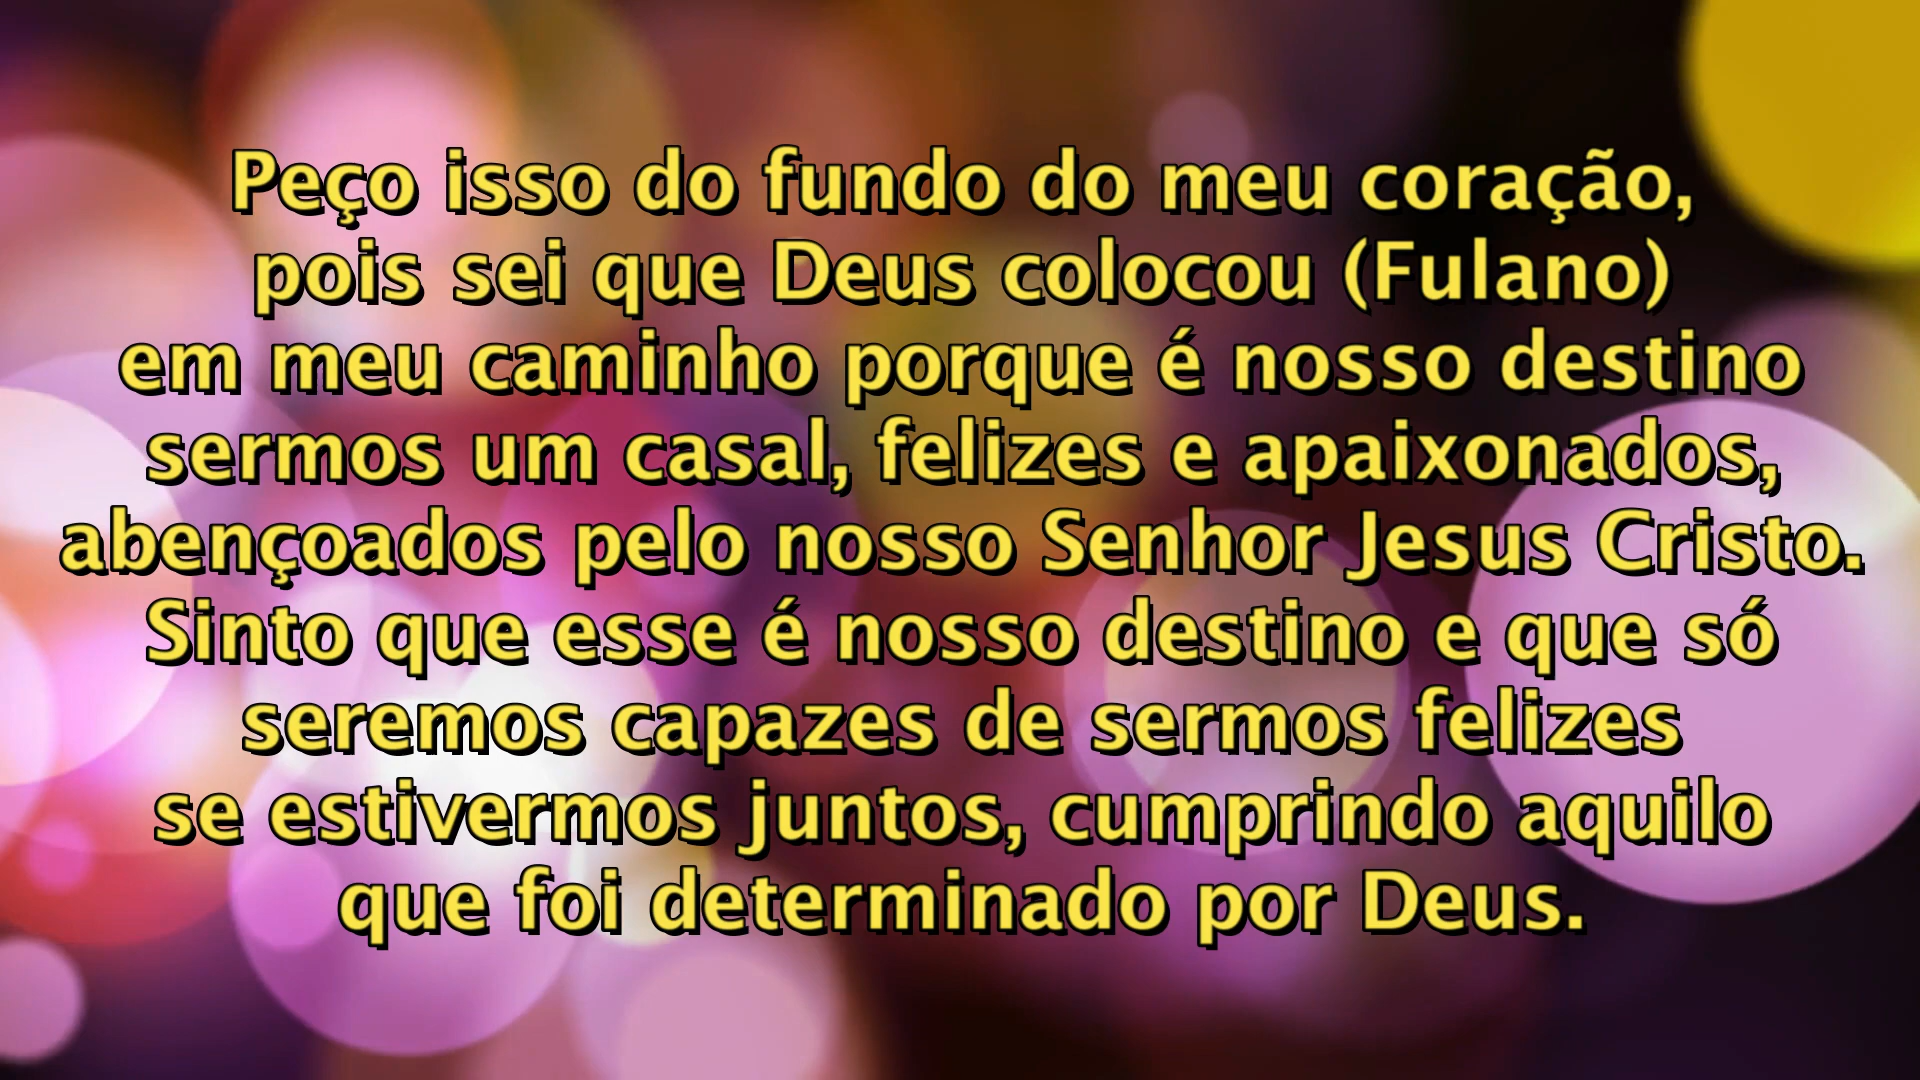 Peço isso do fundo do meu coração,
pois sei que Deus colocou (Fulano)
em meu caminho porque é nosso destino
sermos um casal, felizes e apaixonados,
abençoados pelo nosso Senhor Jesus Cristo.
Sinto que esse é nosso destino e que só
seremos capazes de sermos felizes
se estivermos juntos, cumprindo aquilo
que foi determinado por Deus.